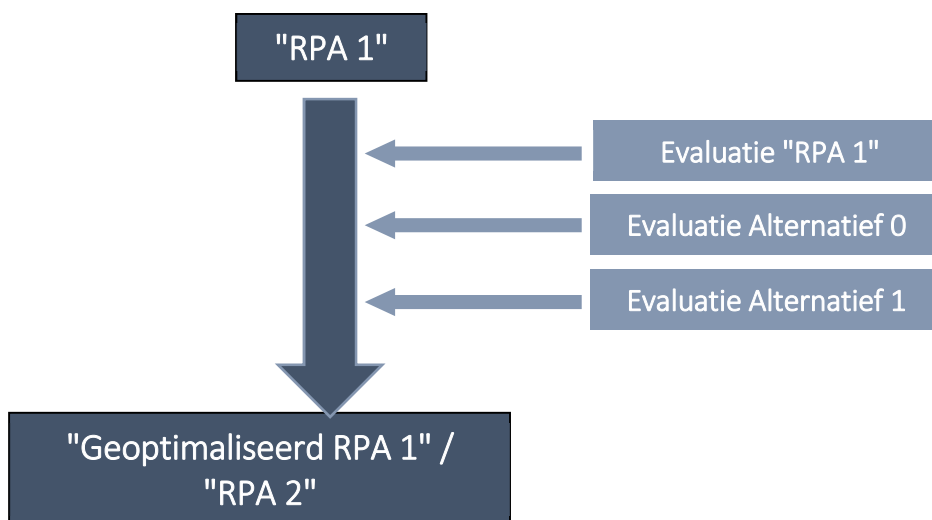 "RPA 1"
Evaluatie "RPA 1"
Evaluatie Alternatief 0
Evaluatie Alternatief 1
"Geoptimaliseerd RPA 1" /
"RPA 2"